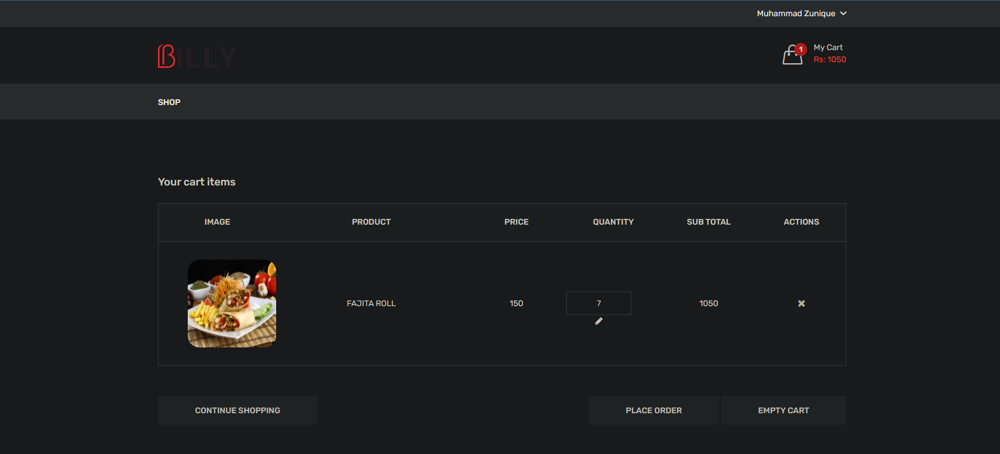 Muhammad Zunique
BILLY
1
My Cart
Rs: 1050
SHOP
Your cart items
IMAGE PRODUCT PRICE QUANTITY SUB TOTAL ACTIONS
FAJITA ROLL 150 7 1050
CONTINUE SHOPPING PLACE ORDER EMPTY CART